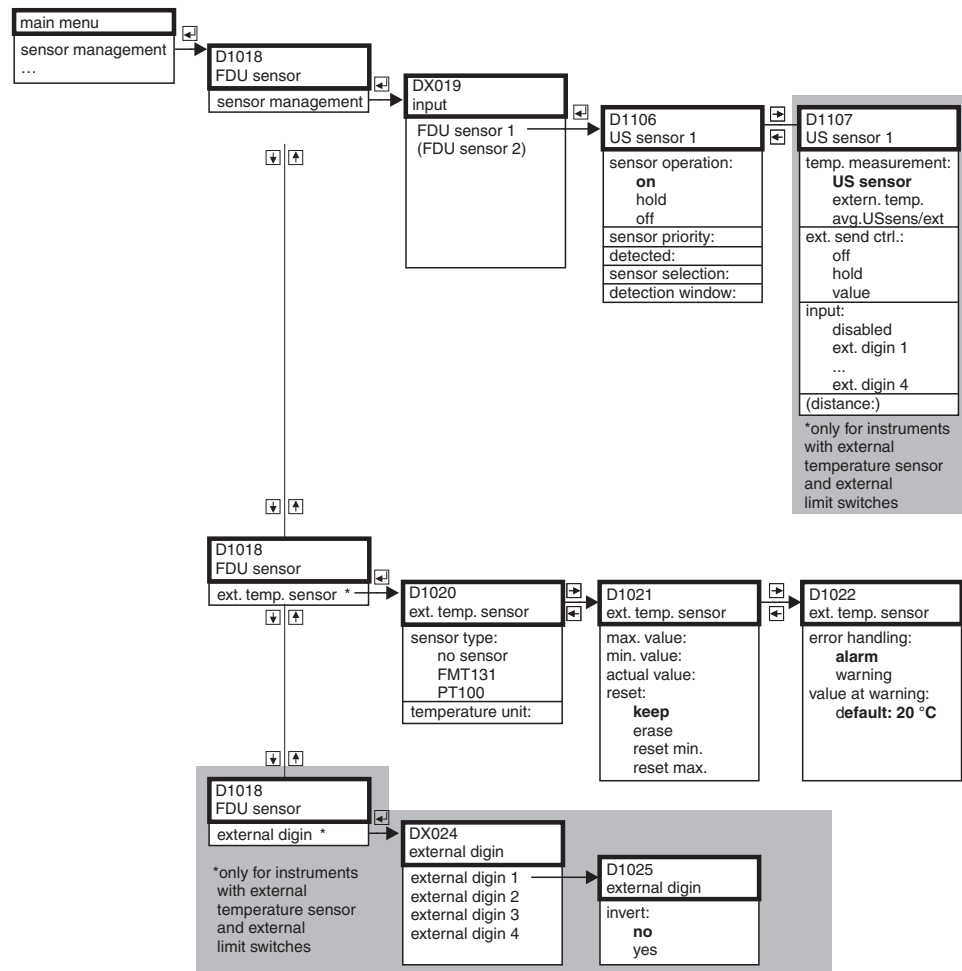 main menu
sensor management
...
D1018
FDU sensor
sensor management
DX019
input
FDU sensor 1
(FDU sensor 2)
D1106
US sensor 1
sensor operation:
on
hold
off
sensor priority:
detected:
sensor selection:
detection window:
D1107
US sensor 1
temp. measurement:
US sensor
extern. temp.
avg.USsens/ext
ext. send ctrl.:
off
hold
value
input:
disabled
ext. digin 1
...
ext. digin 4
(distance:)
*only for instruments
with external
temperature sensor
and external
limit switches
D1018
FDU sensor
ext. temp. sensor *
D1020
ext. temp. sensor
sensor type:
no sensor
FMT131
PT100
temperature unit:
D1021
ext. temp. sensor
max. value:
min. value:
actual value:
reset:
keep
erase
reset min.
reset max.
D1022
ext. temp. sensor
error handling:
alarm
warning
value at warning:
default: 20 °C
D1018
FDU sensor
external digin *
*only for instruments
with external
temperature sensor
and external
limit switches
DX024
external digin
external digin 1
external digin 2
external digin 3
external digin 4
D1025
external digin
invert:
no
yes